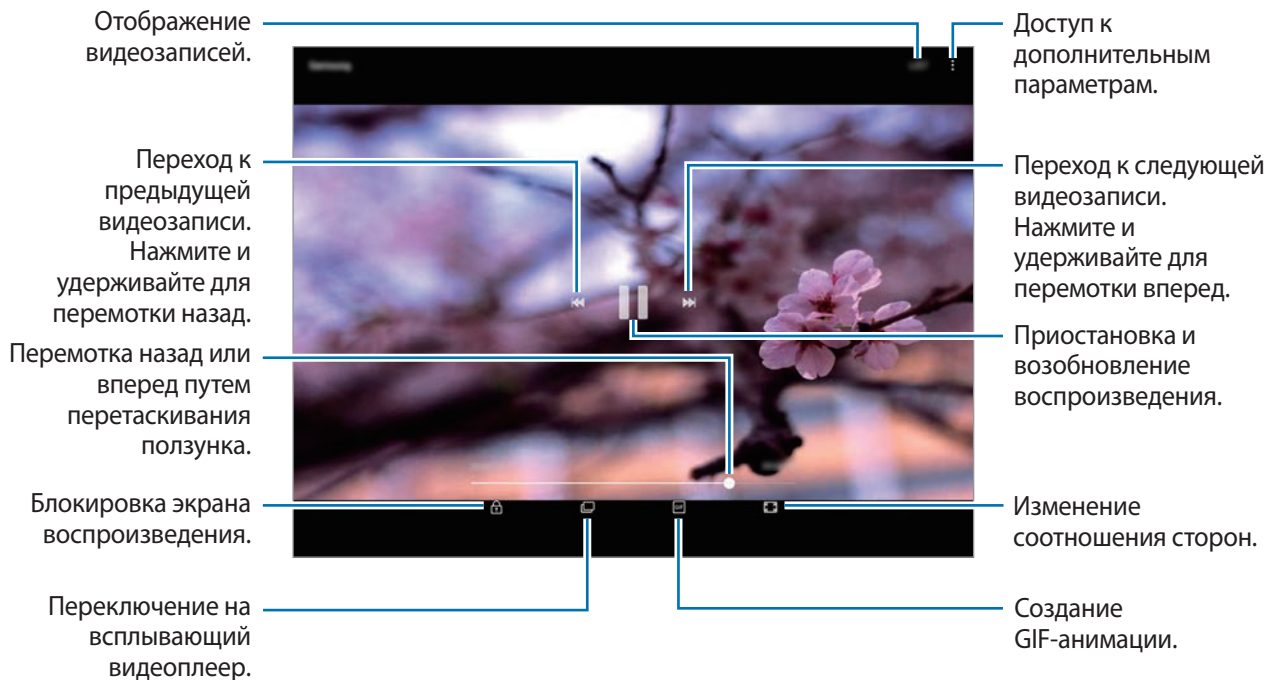 Отображение
видеозаписей.
Доступ к
дополнительным
параметрам.
Samsung
Переход к
предыдущей
видеозаписи.
Нажмите и
удерживайте для
перемотки назад.
Переход к следующей
видеозаписи.
Нажмите и
удерживайте для
перемотки вперед.
Перемотка назад или
вперед путем
перетаскивания
ползунка.
Приостановка и
возобновление
воспроизведения.
Блокировка экрана
воспроизведения.
GIF
Изменение
соотношения сторон.
Переключение на
всплывающий
видеоплеер.
Создание
GIF-анимации.